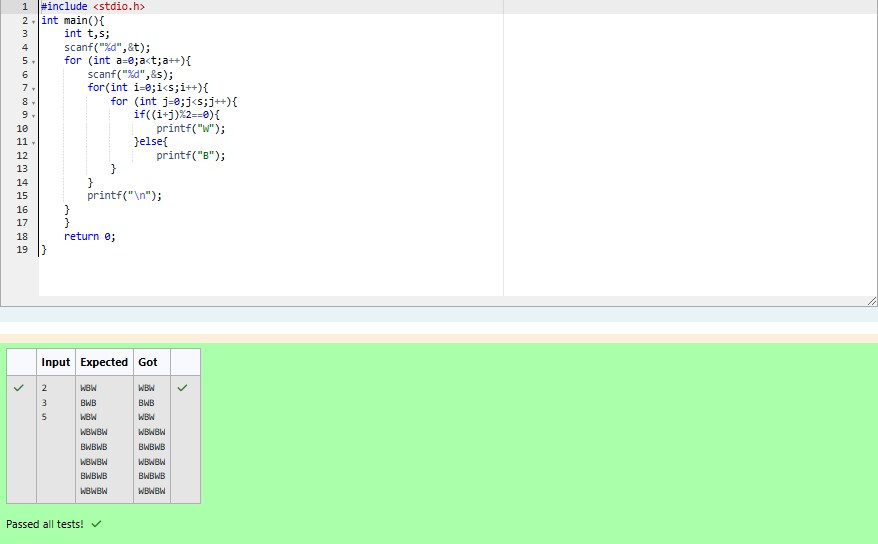 1 #include <stdio.h>
2 int main(){
3     int t,s;
4     scanf("%d",&t);
5     for (int a=0;a<t;a++){
6         scanf("%d",&s);
7         for(int i=0;i<s;i++){
8             for (int j=0;j<s;j++){
9                 if((i+j)%2==0){
10                     printf("W");
11                 }else{
12                     printf("B");
13             }
14         }
15         printf("\n");
16     }
17     }
18     return 0;
19 }
Input Expected Got
2 WBW WBW
3 BWB BWB
5 WBW WBW
WBWBW WBWBW
BWBWB BWBWB
WBWBW WBWBW
BWBWB BWBWB
WBWBW WBWBW
Passed all tests!